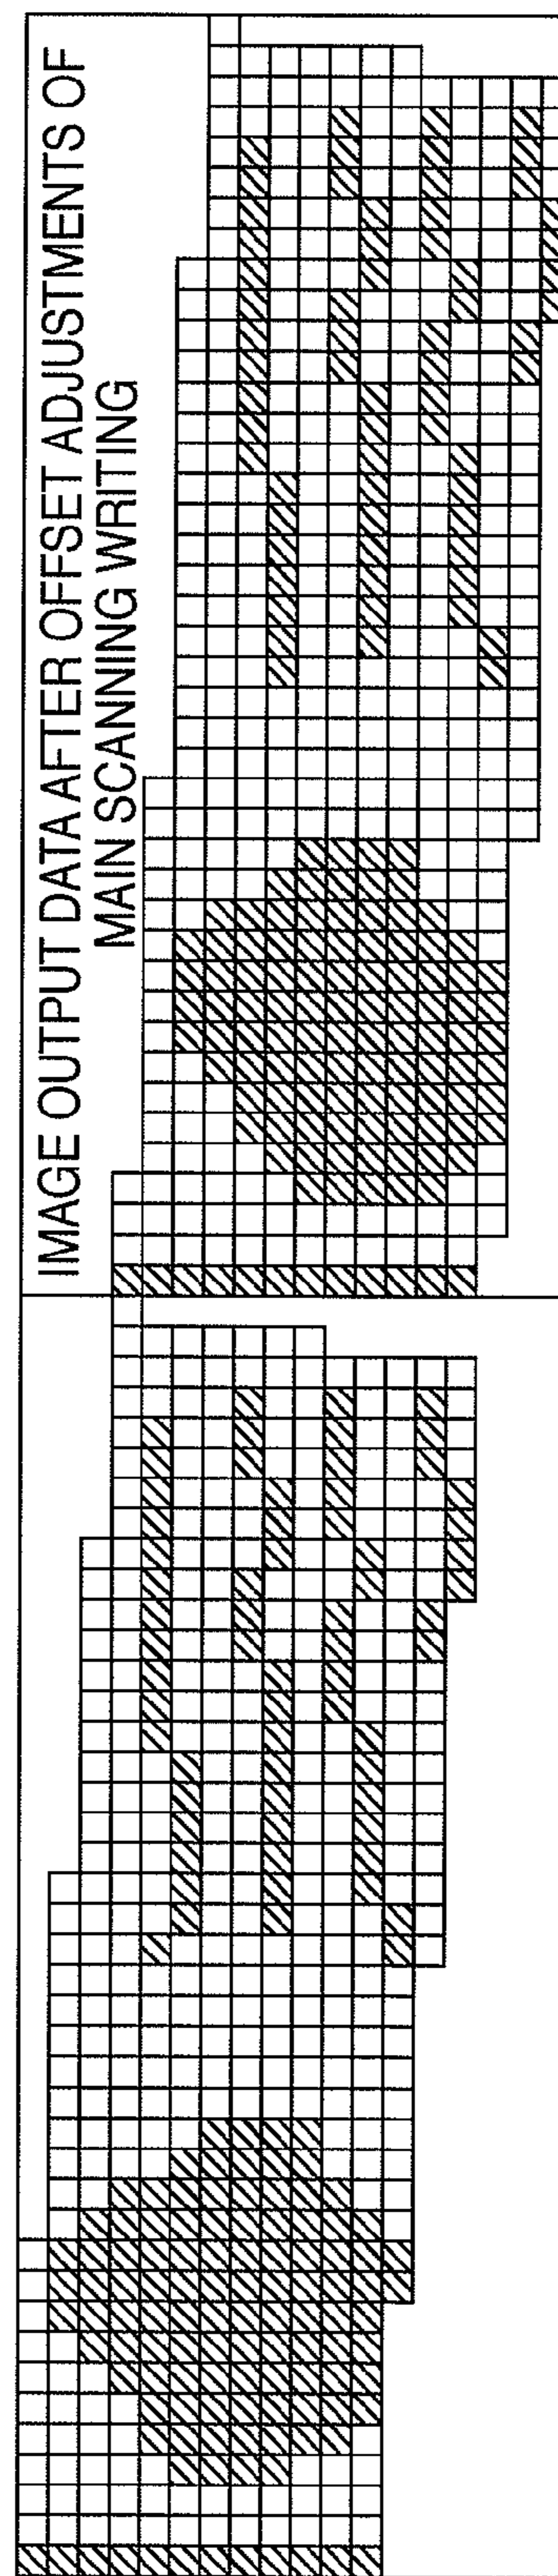 IMAGE OUTPUT DATA AFTER OFFSET ADJUSTMENTS OF
MAIN SCANNING WRITING